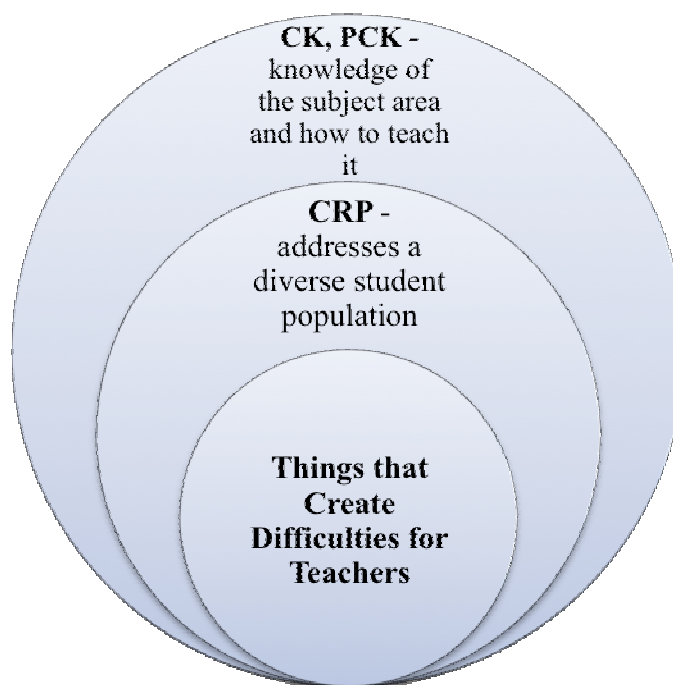 CK, PCK -
knowledge of
the subject area
and how to teach
it
CRP -
addresses a
diverse student
population
Things that
Create
Difficulties for
Teachers